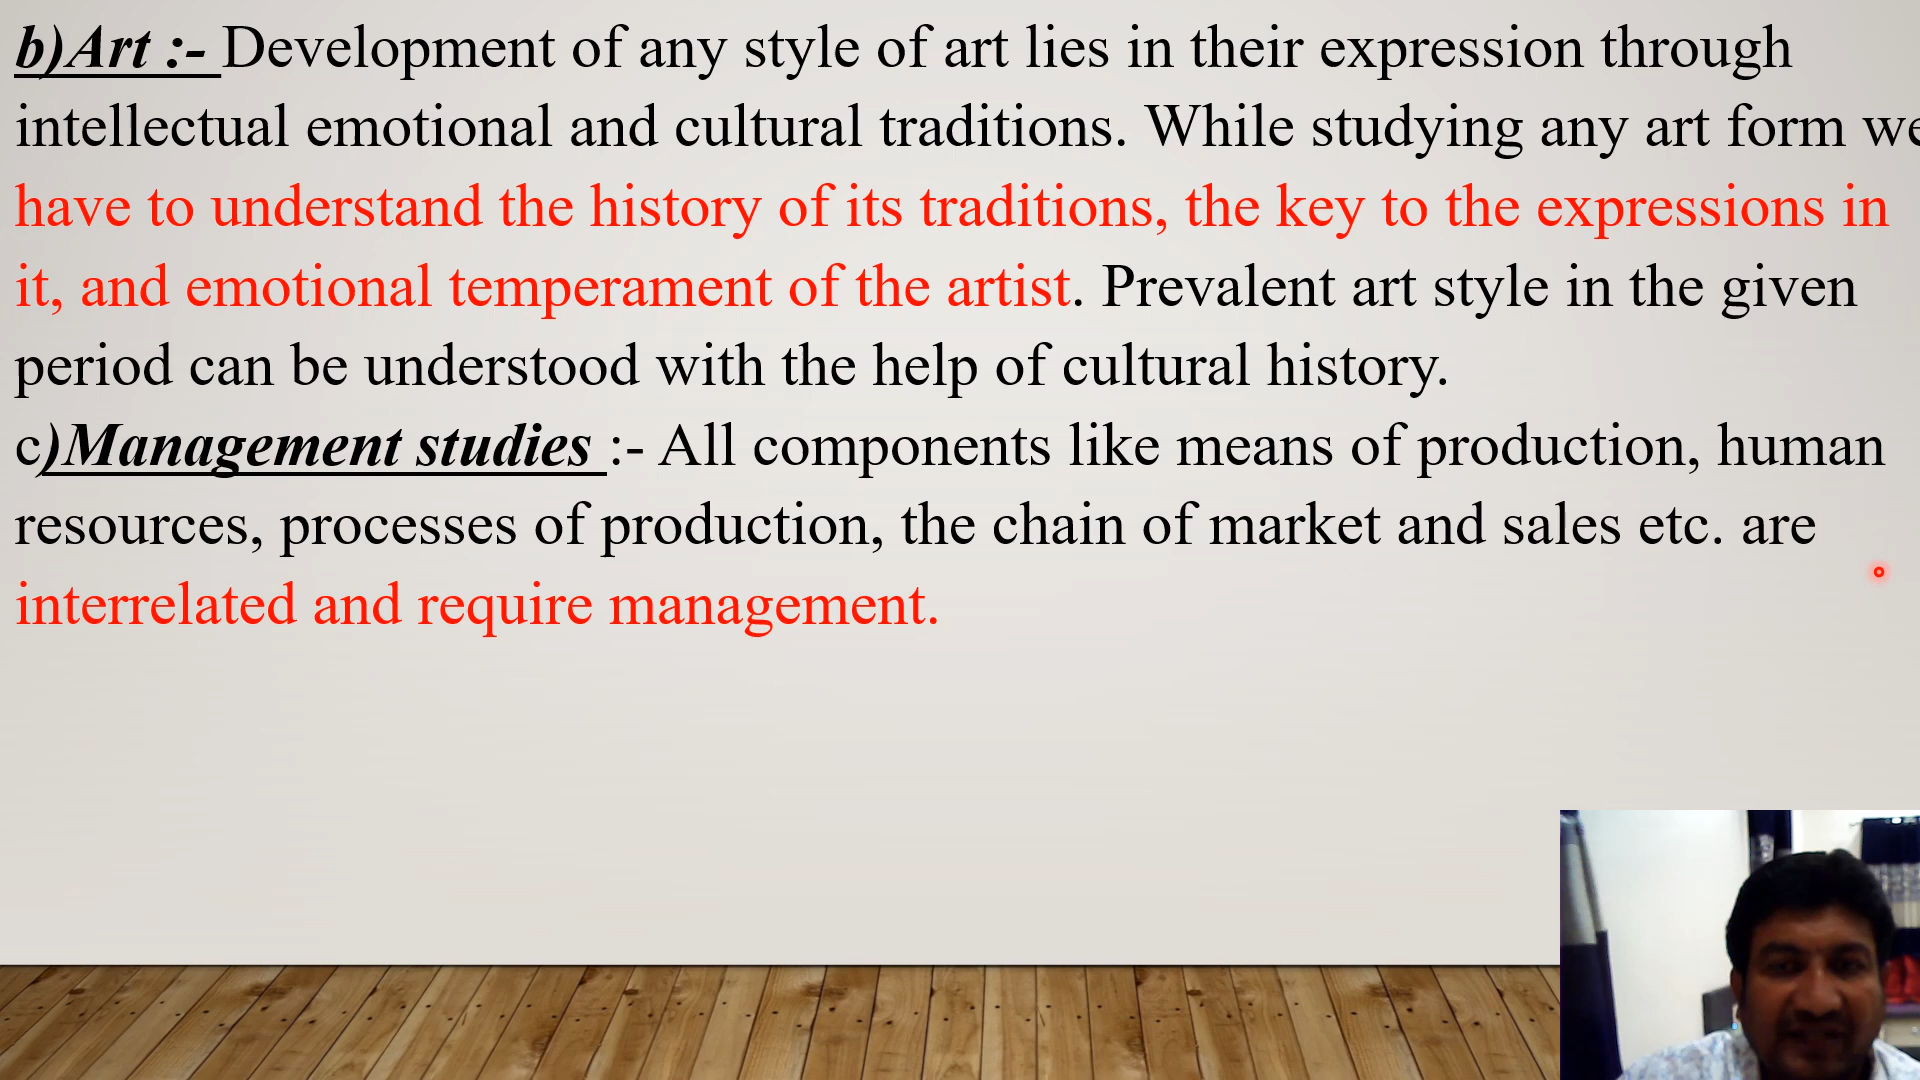 b)Art :- Development of any style of art lies in their expression through
intellectual emotional and cultural traditions. While studying any art form we
have to understand the history of its traditions, the key to the expressions in
it, and emotional temperament of the artist. Prevalent art style in the given
period can be understood with the help of cultural history.
c)Management studies :- All components like means of production, human
resources, processes of production, the chain of market and sales etc. are
interrelated and require management.